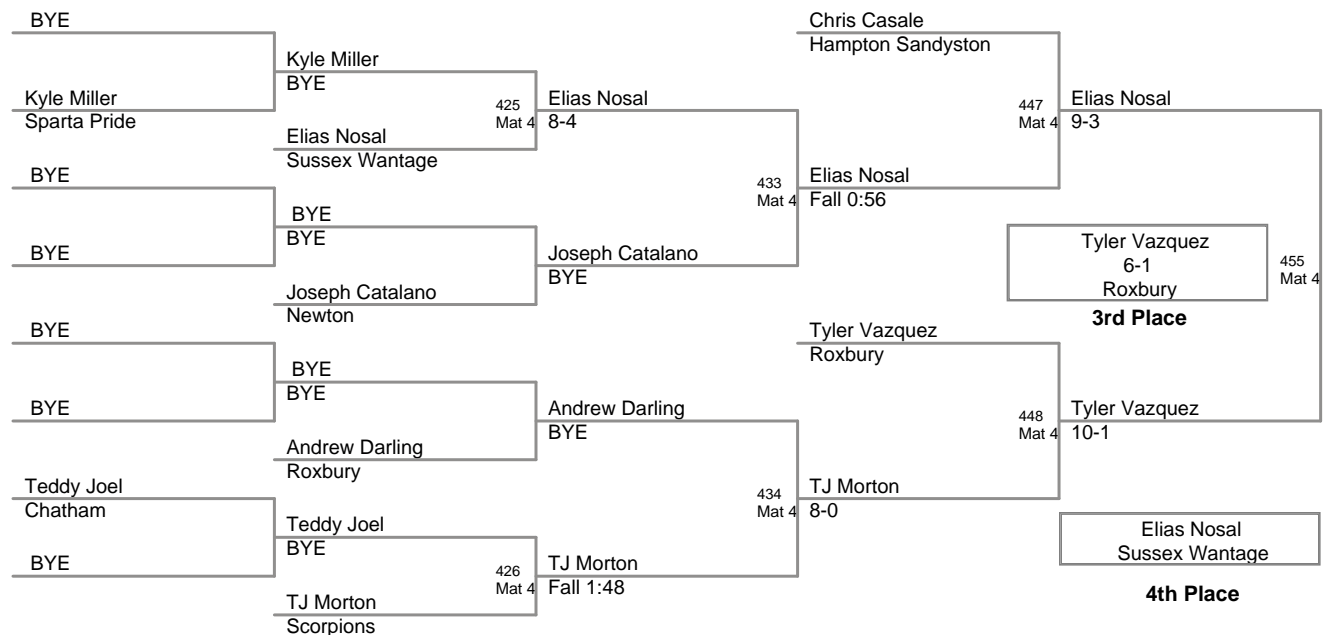 BYE
Kyle Miller
Sparta Pride
BYE
BYE
BYE
BYE
Teddy Joel
Chatham
BYE
Kyle Miller
BYE
Elias Nosal
Sussex Wantage
BYE
BYE
Joseph Catalano
Newton
BYE
BYE
Andrew Darling
Roxbury
Teddy Joel
BYE
TJ Morton
Scorpions
425
Mat 4
Elias Nosal
8-4
Joseph Catalano
BYE
Andrew Darling
BYE
426
Mat 4
TJ Morton
Fall 1:48
Chris Casale
Hampton Sandyston
433
Mat 4
Elias Nosal
Fall 0:56
Tyler Vazquez
Roxbury
434
Mat 4
TJ Morton
8-0
447
Mat 4
Elias Nosal
9-3
448
Mat 4
Tyler Vazquez
10-1
455
Mat 4
Tyler Vazquez
6-1
Roxbury
3rd Place
Elias Nosal
Sussex Wantage
4th Place